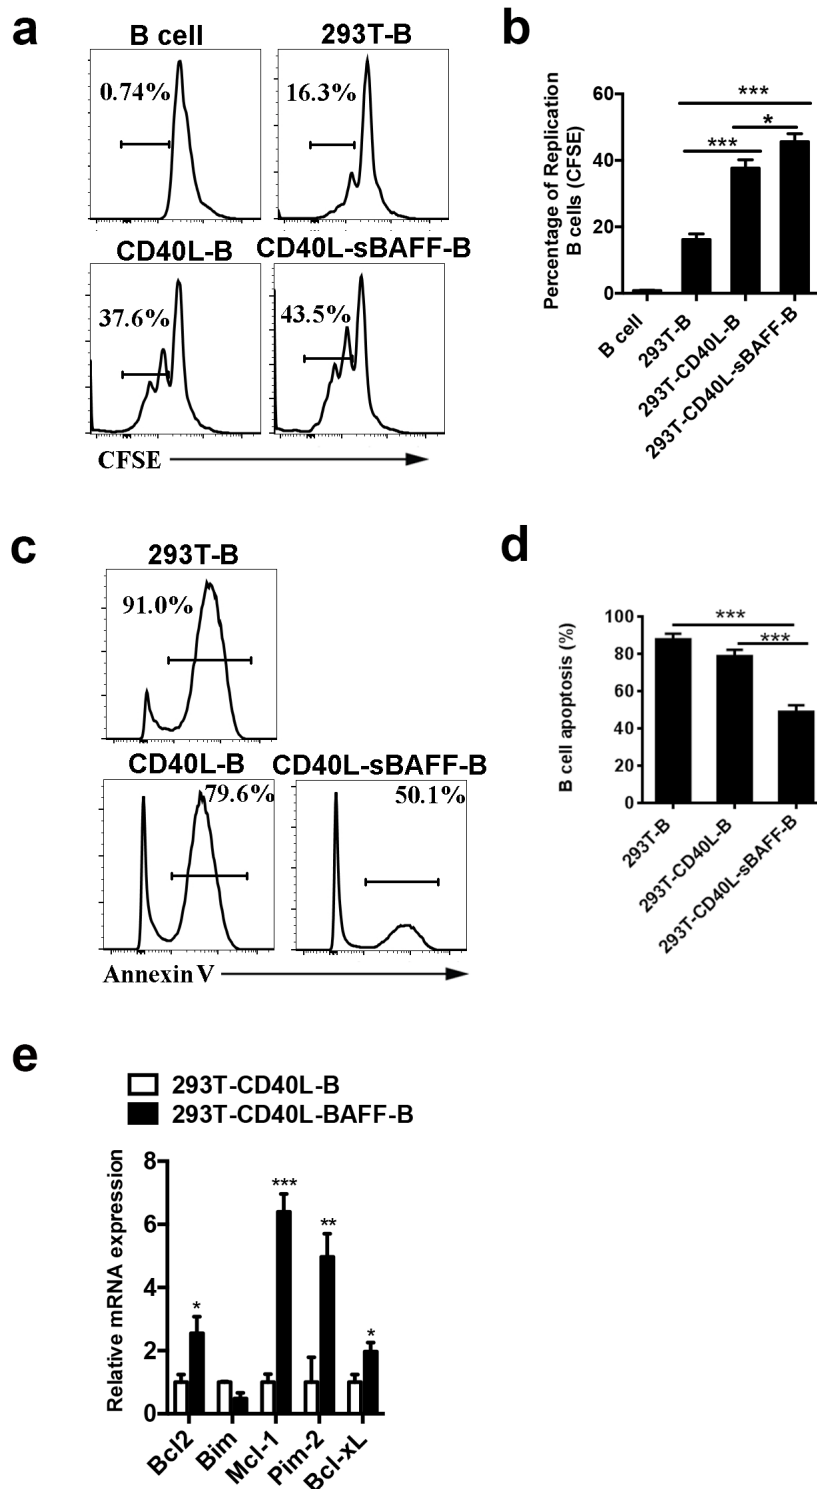 a
B cell
293T-B
0.74%
16.3%
CD40L-B
CD40L-sBAFF-B
37.6%
43.5%
CFSE
b
Percentage of Replication
B cells (CFSE)
60
40
20
0
***
*
***
B cell
293T-B
293T-CD40L-B
293T-CD40L-sBAFF-B
c
293T-B
91.0%
CD40L-B
CD40L-sBAFF-B
79.6%
50.1%
Annexin V
d
B cell apoptosis (%)
100
80
60
40
20
0
***
***
293T-B
293T-CD40L-B
293T-CD40L-sBAFF-B
e
293T-CD40L-B
293T-CD40L-BAFF-B
Relative mRNA expression
8
6
4
2
0
*
***
**
*
Bcl2
Bim
Mcl-1
Pim-2
Bcl-xL